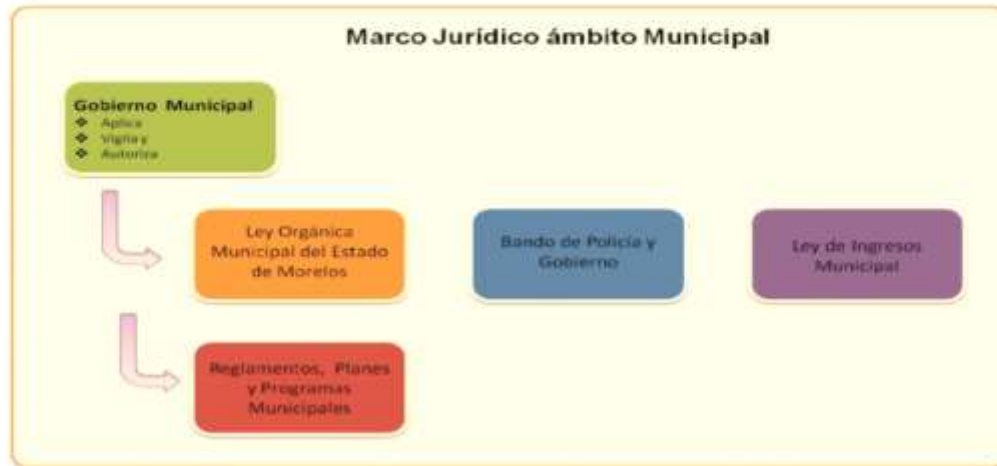 Marco Jurídico ámbito Municipal
Gobierno Municipal
❖ Aplica
❖ Vigila y
❖ Autoriza
Ley Orgánica
Municipal del Estado
de Morelos
Bando de Policía y
Gobierno
Ley de Ingresos
Municipal
Reglamentos, Planes
y Programas
Municipales